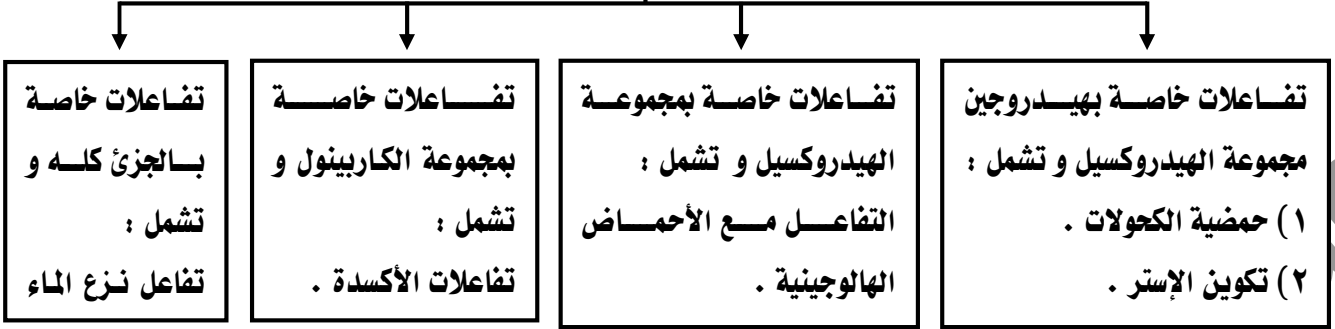 تفاعلات خاصة بهيدروجين
مجموعة الهيدروكسيل و تشمل :
١) حمضية الكحولات .
٢) تكوين الإستر .
تفاعلات خاصة بمجموعة
الهيدروكسيل و تشمل :
التفاعل مع الأحماض
الهالوجينية .
تفاعلات خاصة
بمجموعة الكاربينول و
تشمل :
تفاعلات الأكسدة .
تفاعلات خاصة
بالجزئ كله و
تشمل :
تفاعل نزع الماء